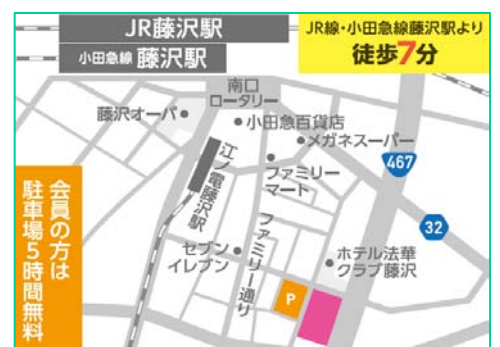 JR藤沢駅
小田急線 藤沢駅
JR線・小田急線藤沢駅より
徒歩7分
南口
ロータリー
藤沢オーパ
小田急百貨店
メガネスーパー
467
江ノ電藤沢駅
ファミリー
マート
32
ファミリー通り
セブン
イレブン
ホテル法華
クラブ藤沢
P
会員の方は
駐車場5時間無料